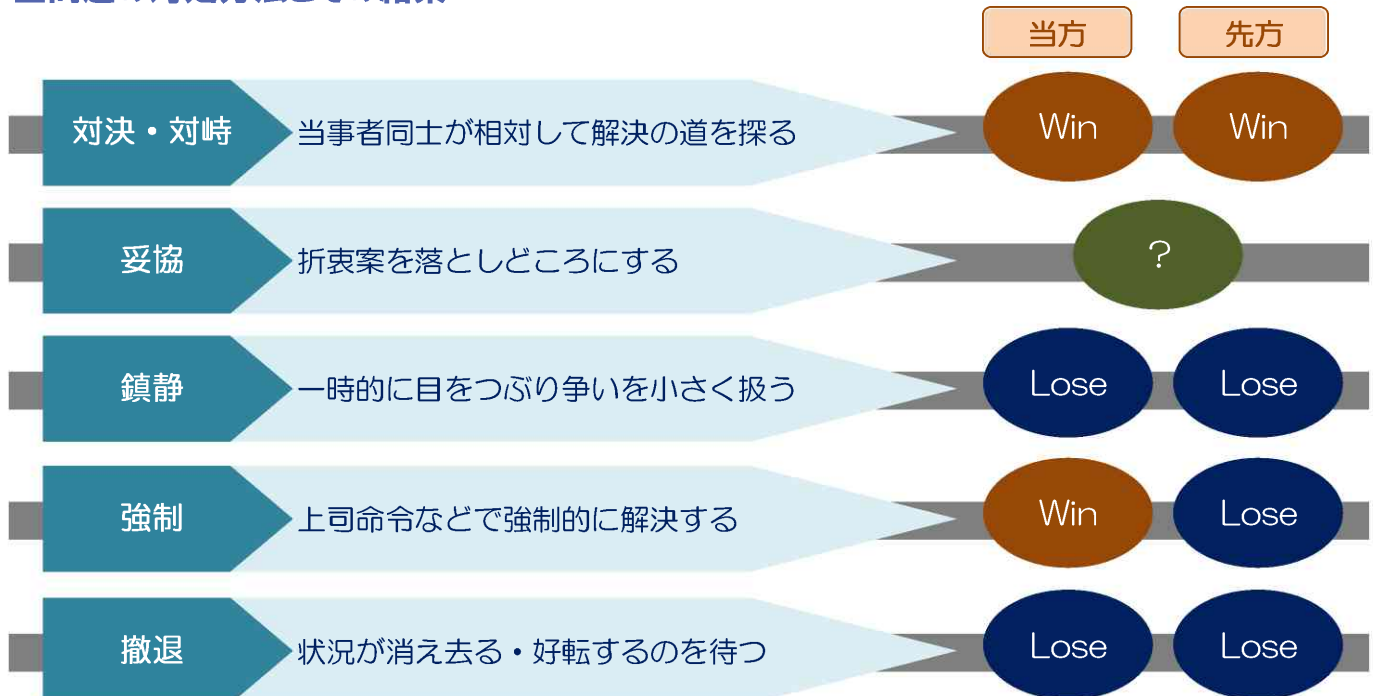 当方 先方
対決・対峙 当事者同士が相対して解決の道を探る Win Win
妥協 折衷案を落としどころにする ?
鎮静 一時的に目をつぶり争いを小さく扱う Lose Lose
強制 上司命令などで強制的に解決する Win Lose
撤退 状況が消え去る・好転するのを待つ Lose Lose